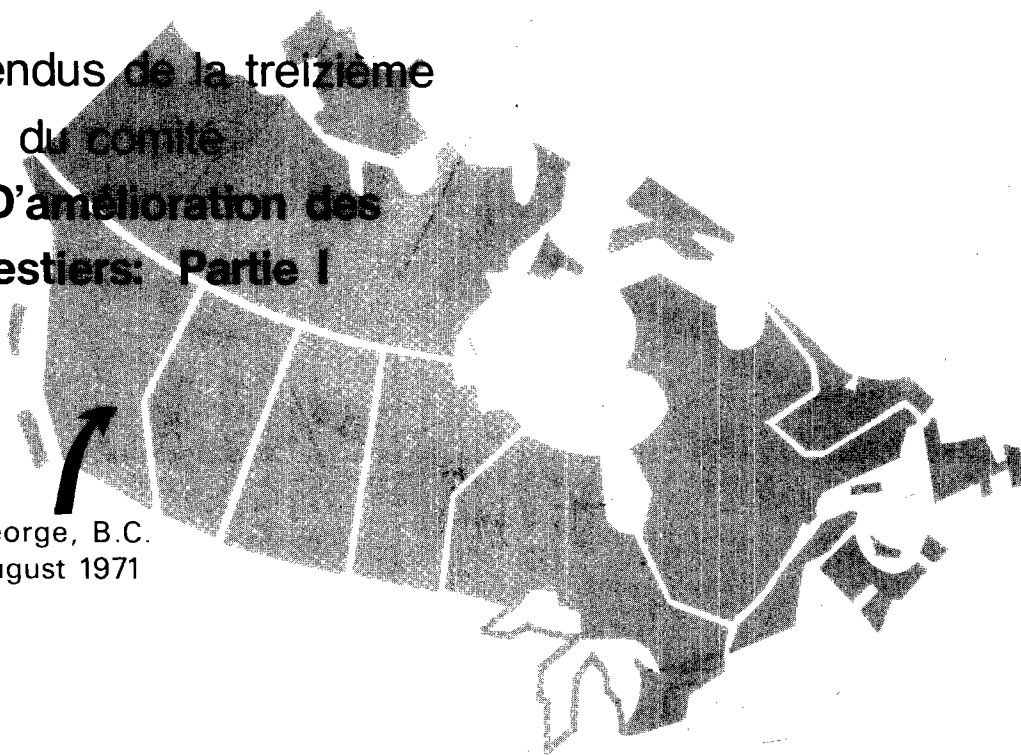 endus de la treizième
du comité
D'amélioration des
estiers: Partie I
eorge, B.C.
ugust 1971